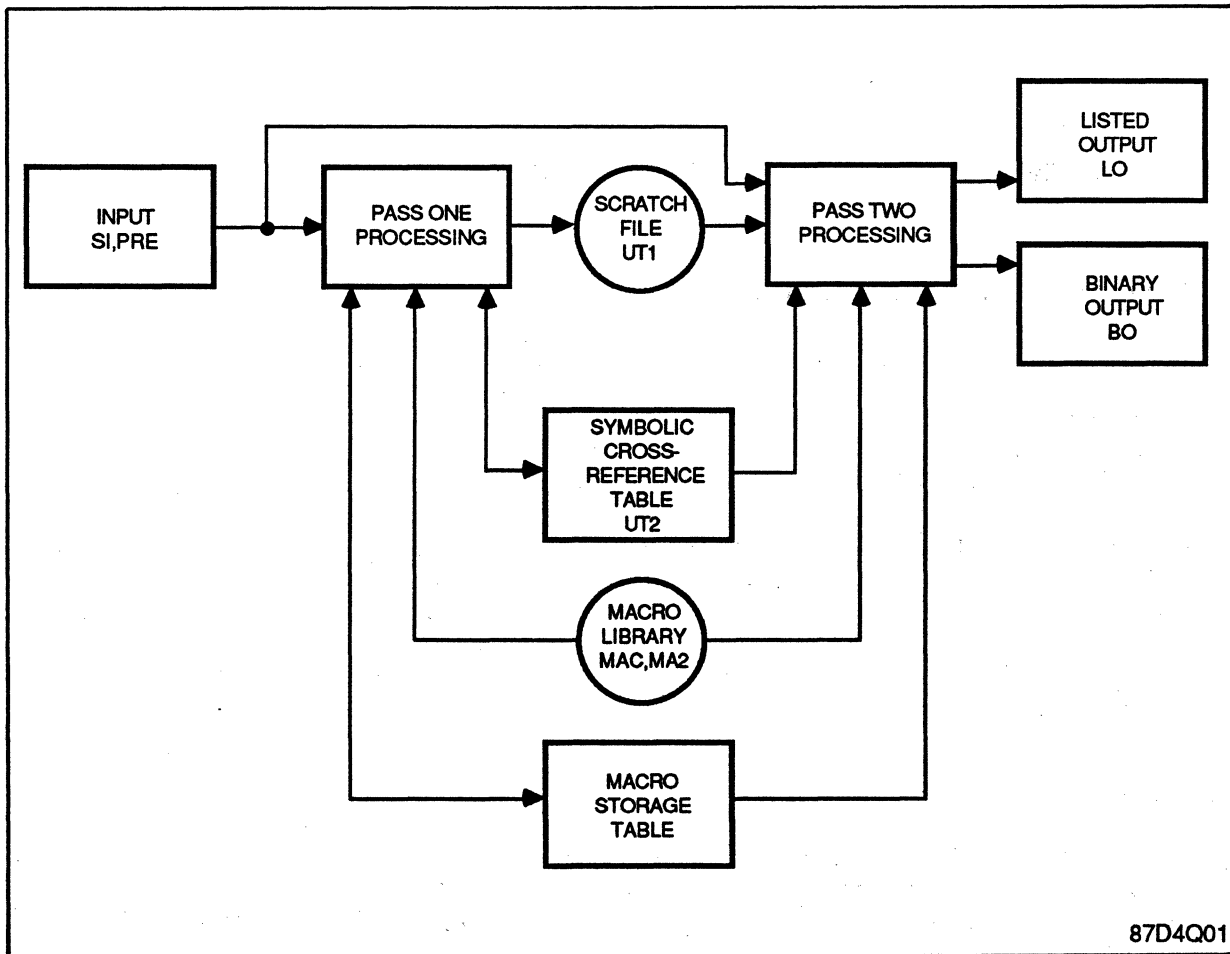 INPUT
SI,PRE
PASS ONE
PROCESSING
SCRATCH
FILE
UT1
PASS TWO
PROCESSING
LISTED
OUTPUT
LO
BINARY
OUTPUT
BO
SYMBOLIC
CROSS-
REFERENCE
TABLE
UT2
MACRO
LIBRARY
MAC,MA2
MACRO
STORAGE
TABLE
87D4Q01